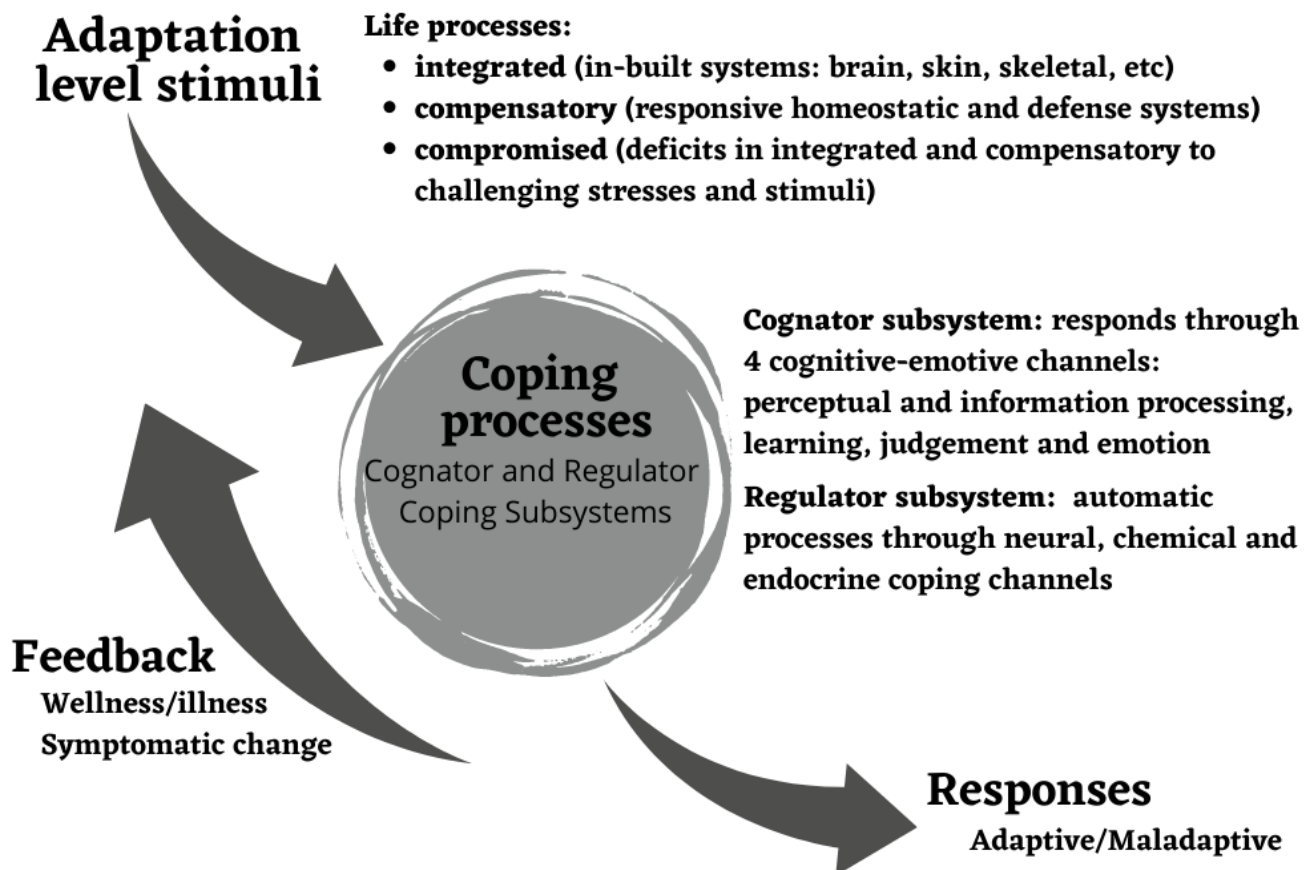 Adaptation
level stimuli
Life processes:
• integrated (in-built systems: brain, skin, skeletal, etc)
• compensatory (responsive homeostatic and defense systems)
• compromised (deficits in integrated and compensatory to
challenging stresses and stimuli)
Coping
processes
Cognator and Regulator
Coping Subsystems
Cognator subsystem: responds through
4 cognitive-emotive channels:
perceptual and information processing,
learning, judgement and emotion
Regulator subsystem: automatic
processes through neural, chemical and
endocrine coping channels
Feedback
Wellness/illness
Symptomatic change
Responses
Adaptive/Maladaptive